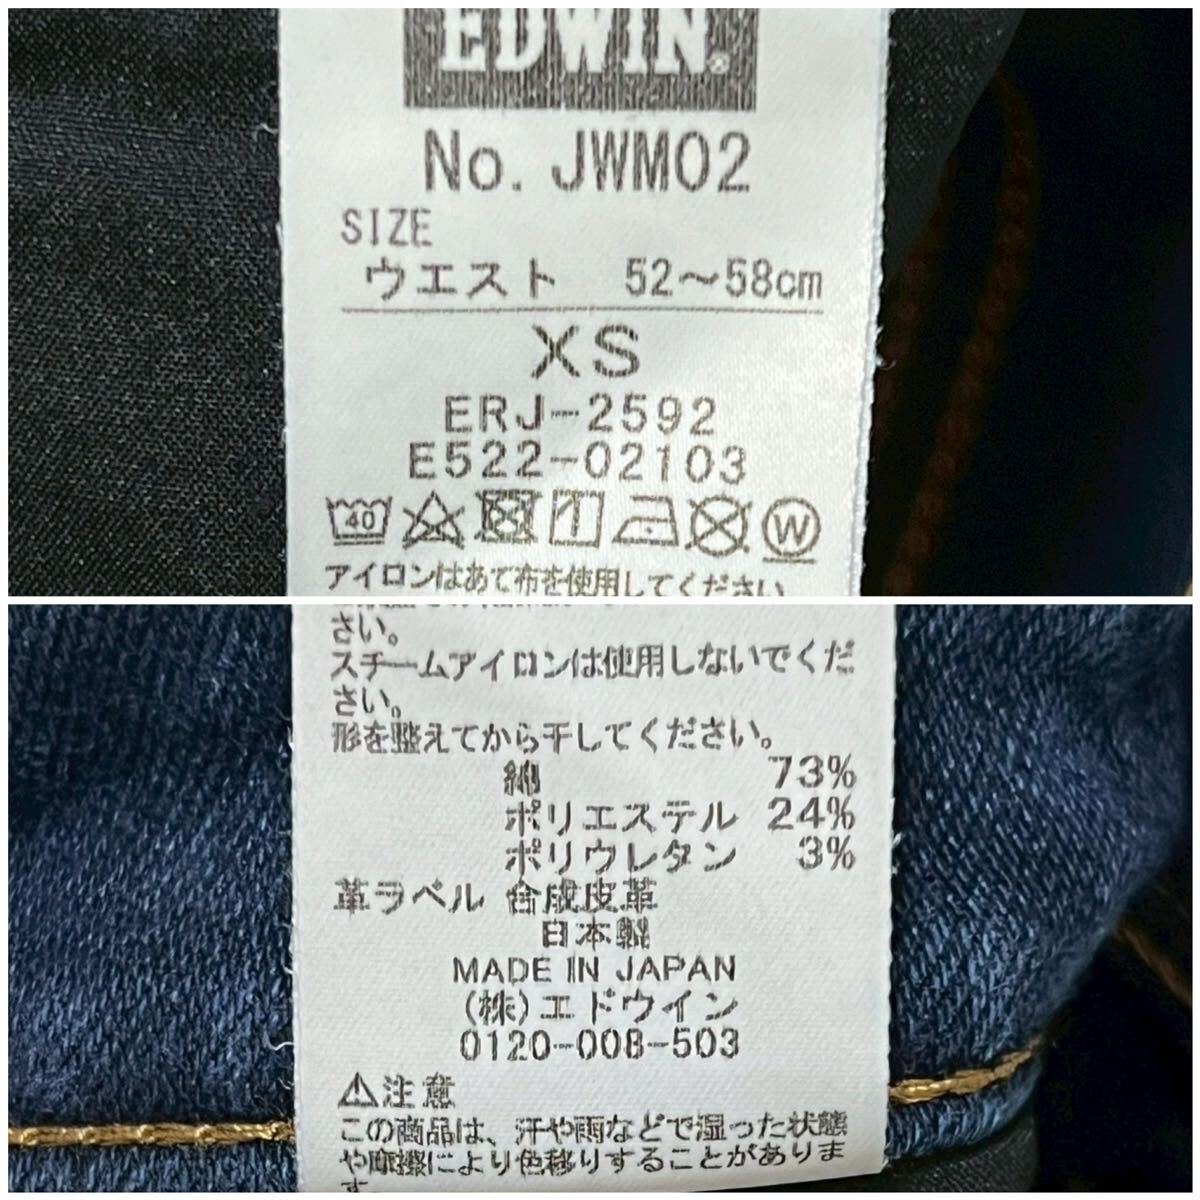 EDWIN®
No. JWM02
SIZE
ウエスト 52～58cm
XS
ERJ-2592
E522-02103
40
W
アイロンはあて布を使用してください
さい。
スチームアイロンは使用しないでくだ
さい。
形を整えてから干してください。
綿 73%
ポリエステル 24%
ポリウレタン 3%
革ラベル 合成皮革
日本製
MADE IN JAPAN
(株)エドウイン
0120-008-503
⚠注意
この商品は、汗や雨などで湿った状態
や摩擦により色移りすることがありま
す